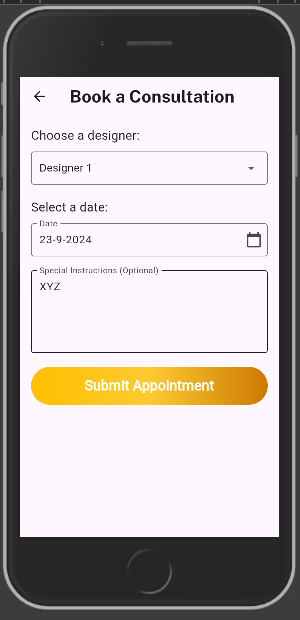 Book a Consultation
Choose a designer:
Designer 1
Select a date:
Date
23-9-2024
Special Instructions (Optional)
XYZ
Submit Appointment